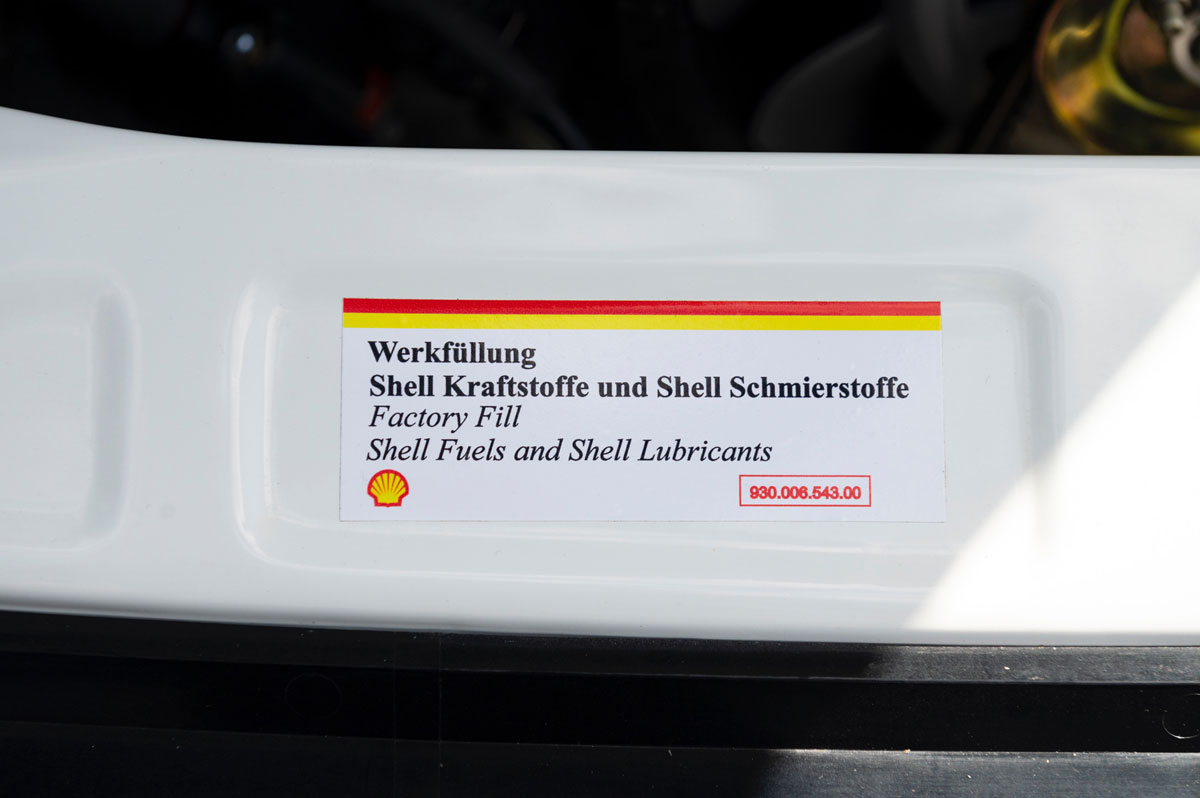 Werkfüllung
Shell Kraftstoffe und Shell Schmierstoffe
Factory Fill
Shell Fuels and Shell Lubricants
930.006.543.00